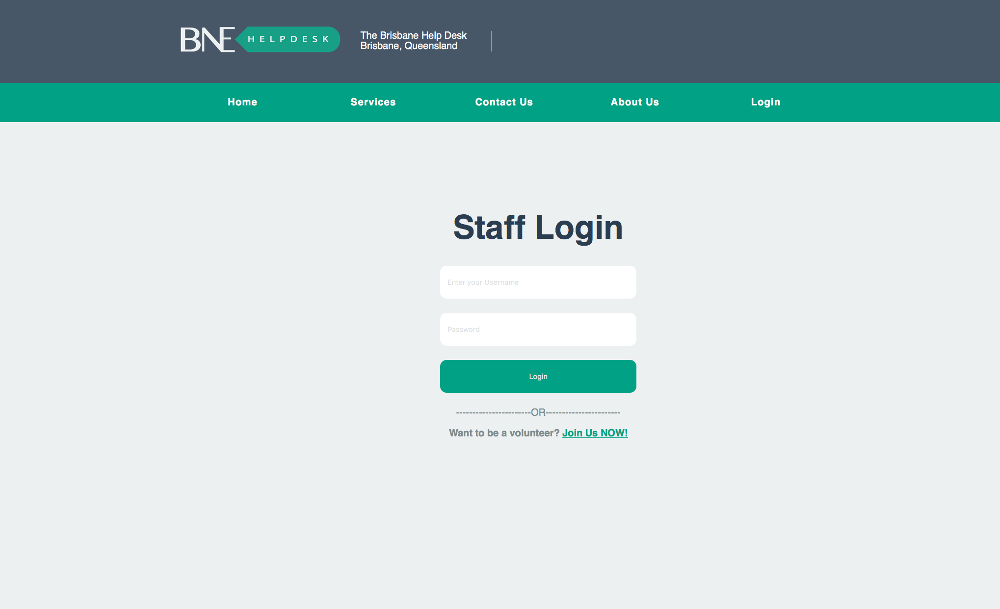 BNE HELPDESK
The Brisbane Help Desk
Brisbane, Queensland
Home Services Contact Us About Us Login
Staff Login
Enter your Username
Password
Login
-----------------------OR-----------------------
Want to be a volunteer? Join Us NOW!